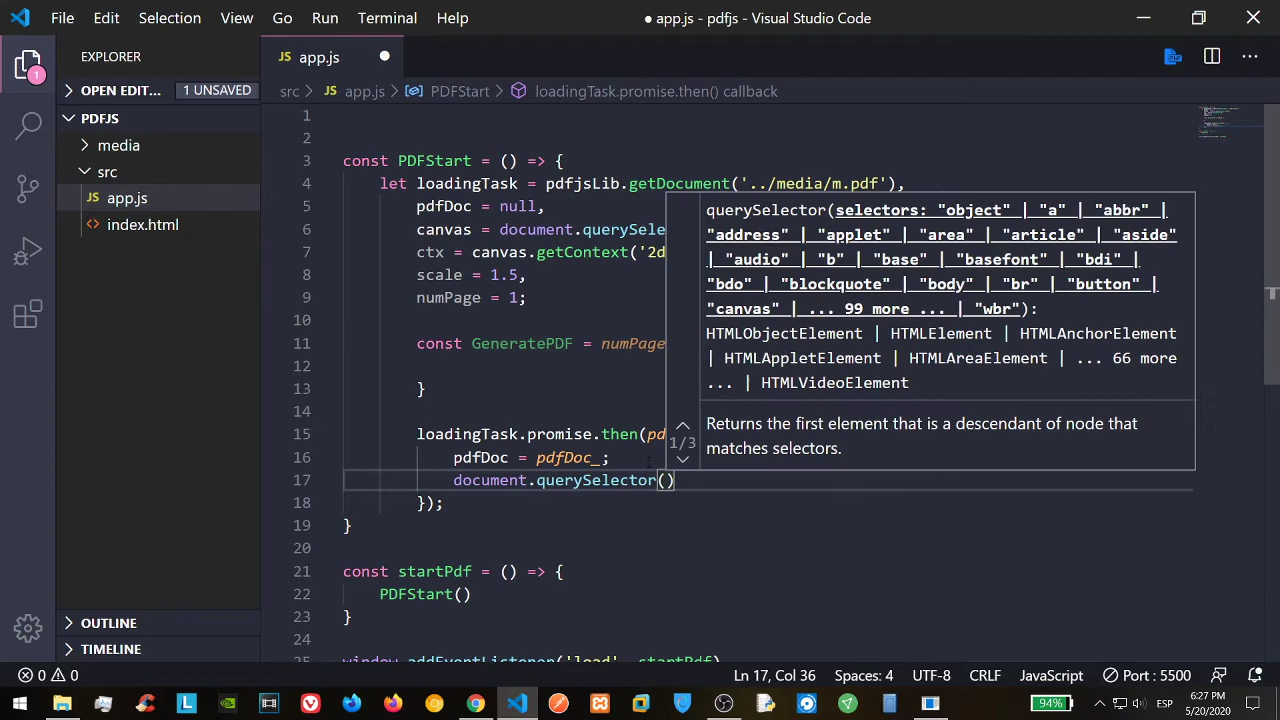 File Edit Selection View Go Run Terminal Help
● app.js - pdfjs - Visual Studio Code
EXPLORER
JS app.js
OPEN EDIT... 1 UNSAVED
src JS app.js PDFStart loadingTask.promise.then() callback
PDFJS
media
src
JS app.js
<> index.html
1
2
3 const PDFStart = () => {
4 let loadingTask = pdfjsLib.getDocument('../media/m.pdf'),
5 pdfDoc = null,
6 canvas = document.querySele
7 ctx = canvas.getContext('2d
8 scale = 1.5,
9 numPage = 1;
10
11 const GeneratePDF = numPage
12
13 }
14
15 loadingTask.promise.then(pd
16 pdfDoc = pdfDoc_;
17 document.querySelector()
18 });
19 }
20
21 const startPdf = () => {
22 PDFStart()
23 }
24
25 window.addEventListener('load', startPdf)
querySelector(selectors: "object" | "a" | "abbr" |
"address" | "applet" | "area" | "article" | "aside"
| "audio" | "b" | "base" | "basefont" | "bdi" |
"bdo" | "blockquote" | "body" | "br" | "button" |
"canvas" | ... 99 more ... | "wbr"):
HTMLObjectElement | HTMLElement | HTMLAnchorElement
| HTMLAppletElement | HTMLAreaElement | ... 66 more
... | HTMLVideoElement
1/3
Returns the first element that is a descendant of node that
matches selectors.
OUTLINE
TIMELINE
0 0
Ln 17, Col 36 Spaces: 4 UTF-8 CRLF JavaScript Port : 5500
94% ESP 6:27 PM
5/20/2020
1